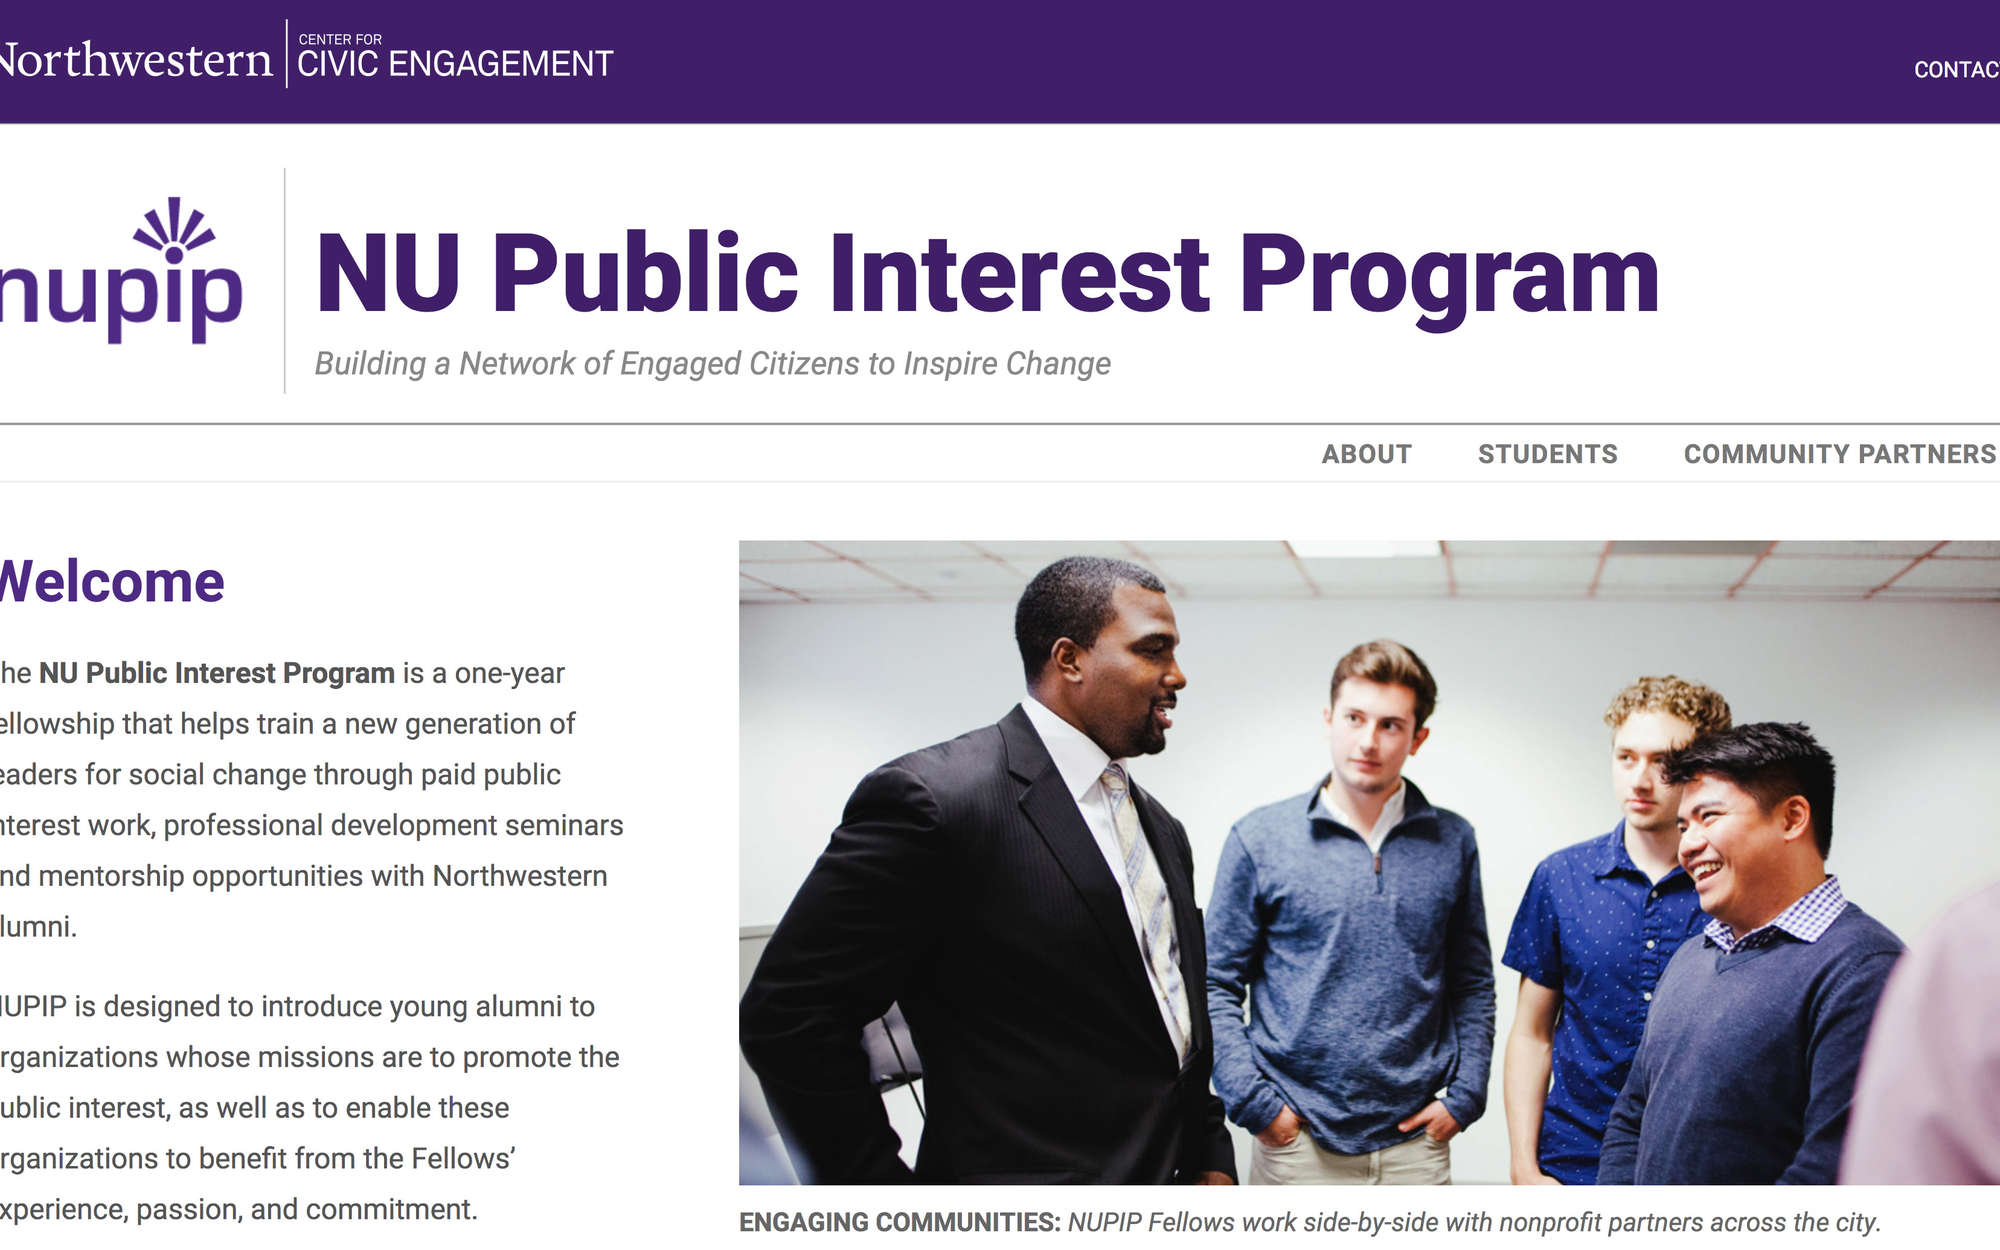 Northwestern
CENTER FOR
CIVIC ENGAGEMENT
CONTAC
nupip
NU Public Interest Program
Building a Network of Engaged Citizens to Inspire Change
ABOUT STUDENTS COMMUNITY PARTNERS
Welcome
he NU Public Interest Program is a one-year
ellowship that helps train a new generation of
eaders for social change through paid public
nterest work, professional development seminars
nd mentorship opportunities with Northwestern
lumni.
NUPIP is designed to introduce young alumni to
rganizations whose missions are to promote the
ublic interest, as well as to enable these
rganizations to benefit from the Fellows’
xperience, passion, and commitment.
ENGAGING COMMUNITIES: NUPIP Fellows work side-by-side with nonprofit partners across the city.